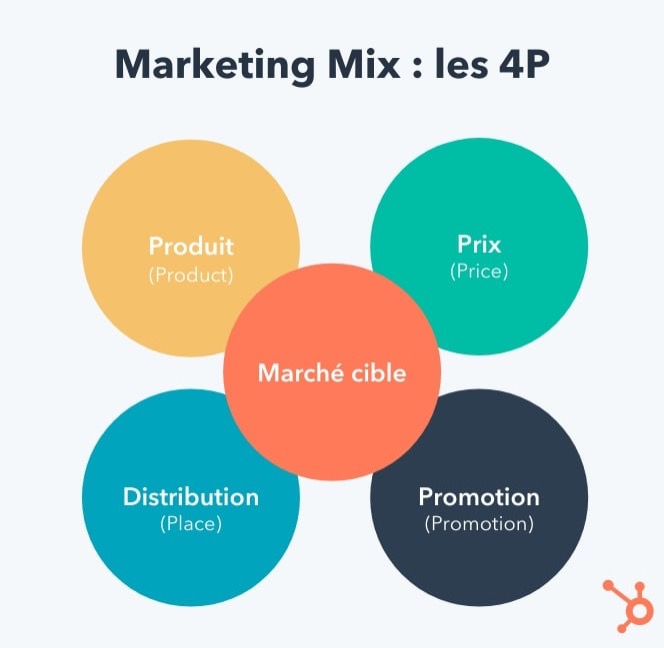 Marketing Mix : les 4P
Produit
(Product)
Prix
(Price)
Marché cible
Distribution
(Place)
Promotion
(Promotion)